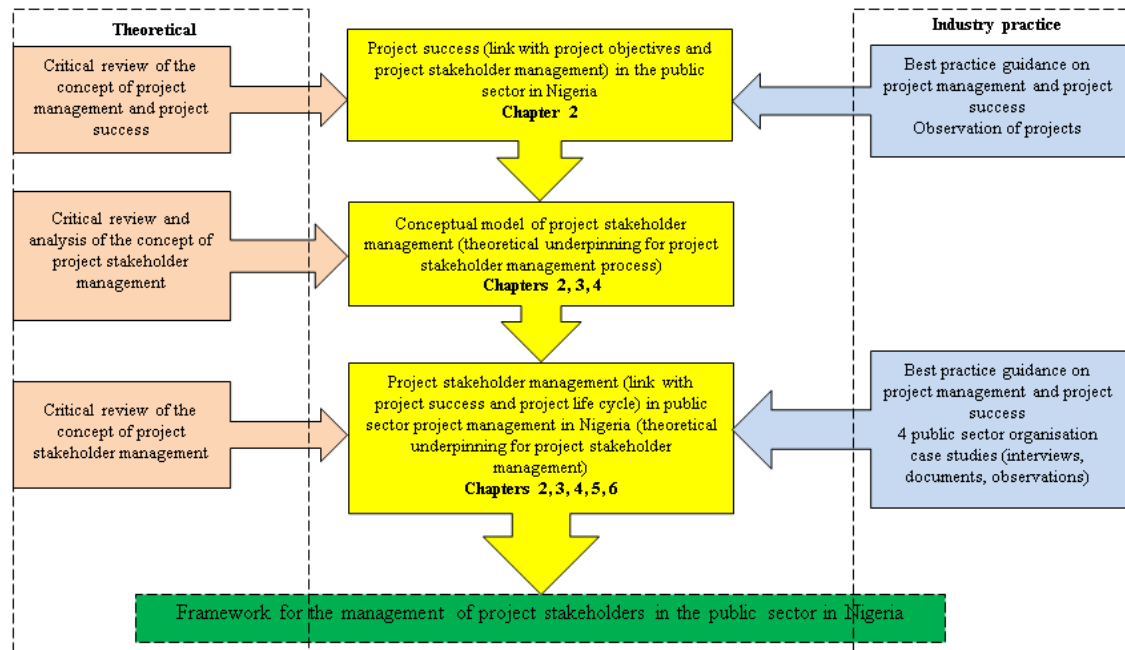 Theoretical
Industry practice
Critical review of the
concept of project
management and project
success
Project success (link with project objectives and
project stakeholder management) in the public
sector in Nigeria
Chapter 2
Best practice guidance on
project management and project
success
Observation of projects
Critical review and
analysis of the concept of
project stakeholder
management
Conceptual model of project stakeholder
management (theoretical underpinning for project
stakeholder management process)
Chapters 2, 3, 4
Critical review of the
concept of project
stakeholder management
Project stakeholder management (link with
project success and project life cycle) in public
sector project management in Nigeria (theoretical
underpinning for project stakeholder
management)
Chapters 2, 3, 4, 5, 6
Best practice guidance on
project management and project
success
4 public sector organisation
case studies (interviews,
documents, observations)
Framework for the management of project stakeholders in the public sector in Nigeria